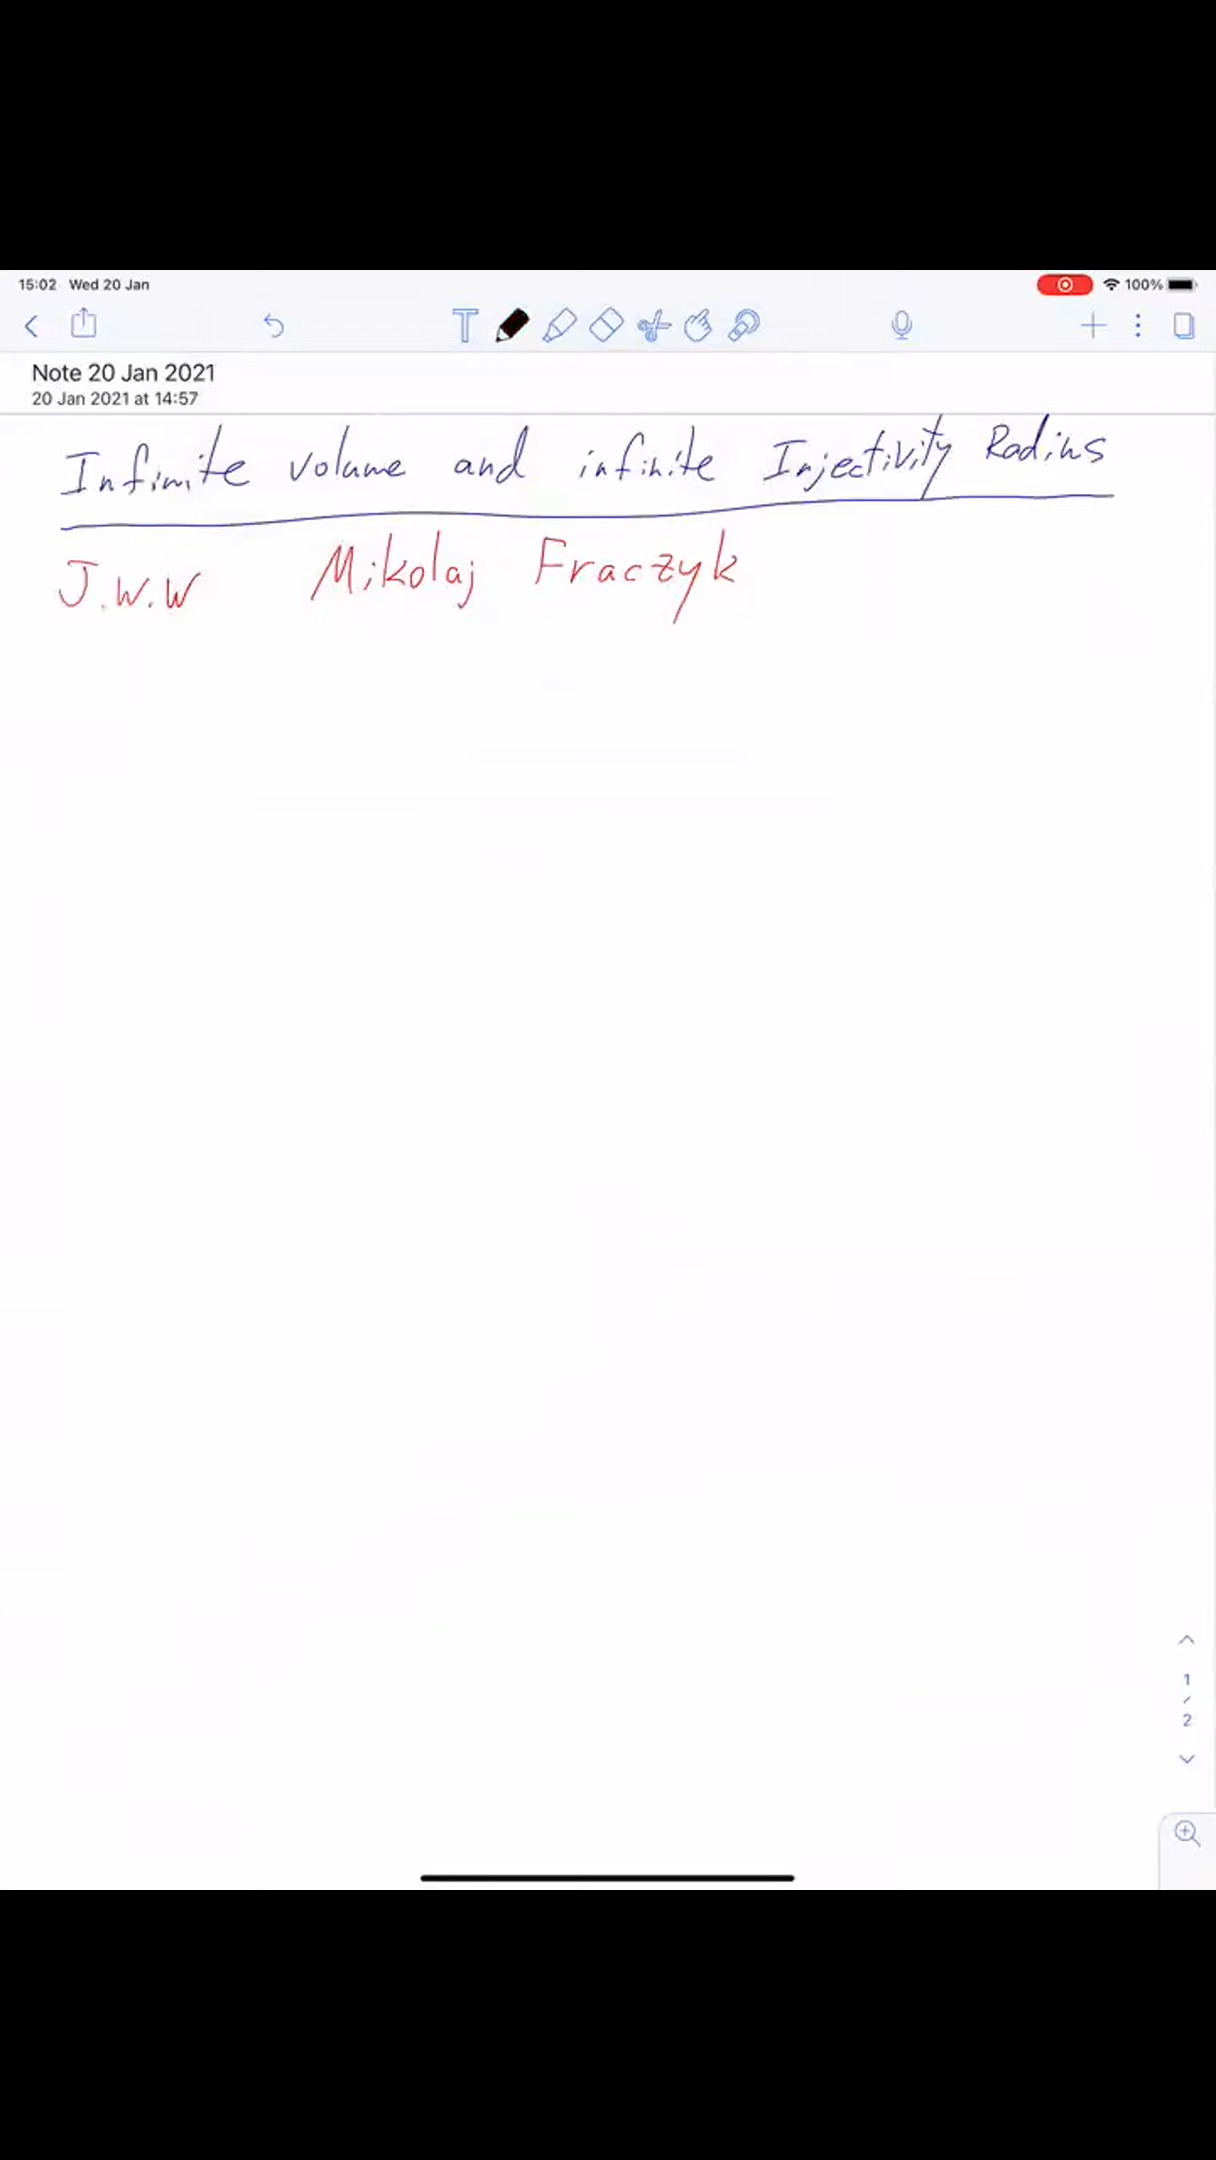 15:02 Wed 20 Jan 100%
T
Note 20 Jan 2021
20 Jan 2021 at 14:57
Infinite volume and infinite Injectivity Radius
J.W.W Mikolaj Fraczyk
1
/
2